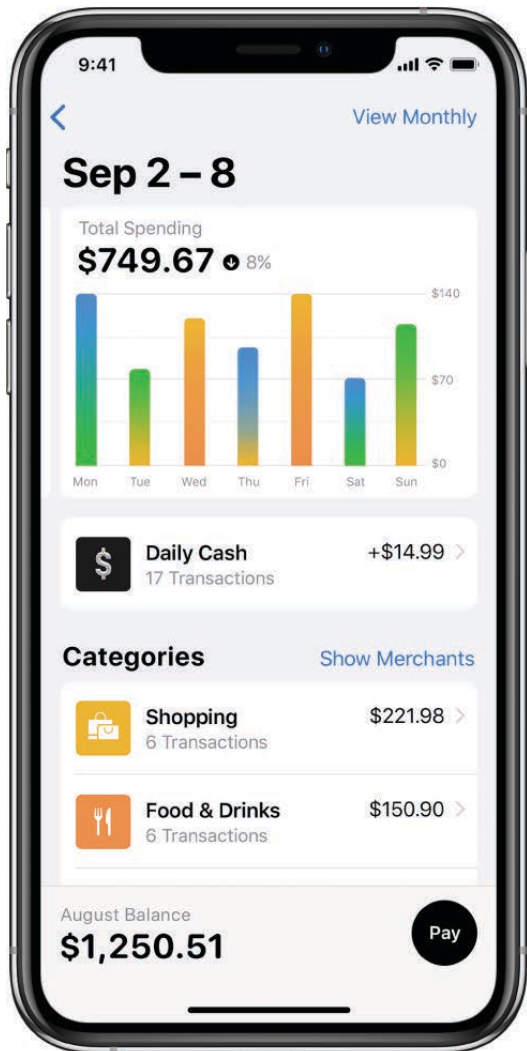 9:41
View Monthly
Sep 2 – 8
Total Spending
$749.67 8%
$140
$70
$0
Mon Tue Wed Thu Fri Sat Sun
$
Daily Cash +$14.99
17 Transactions
Categories Show Merchants
Shopping $221.98
6 Transactions
Food & Drinks $150.90
6 Transactions
August Balance
$1,250.51
Pay